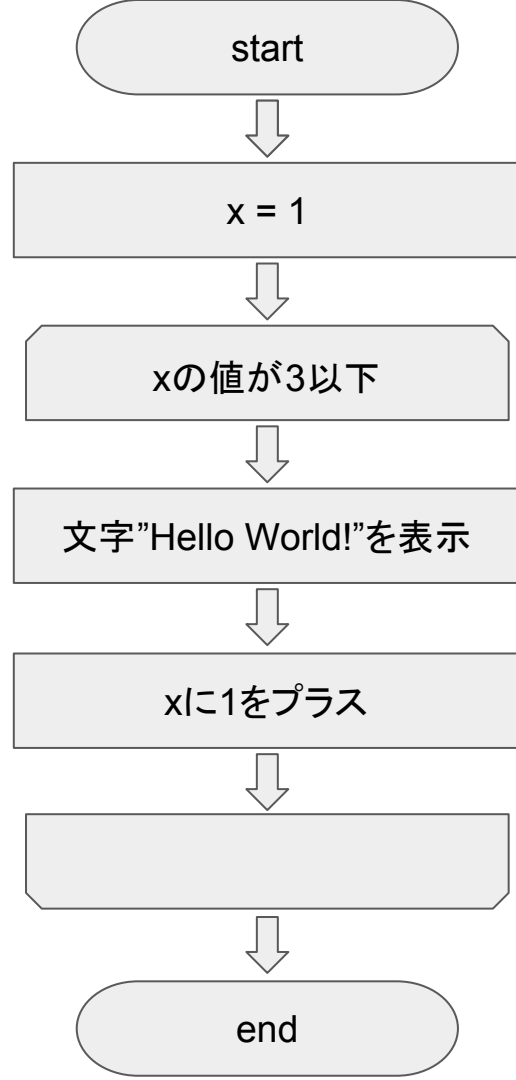 start
x = 1
xの値が3以下
文字”Hello World!”を表示
xに1をプラス
end